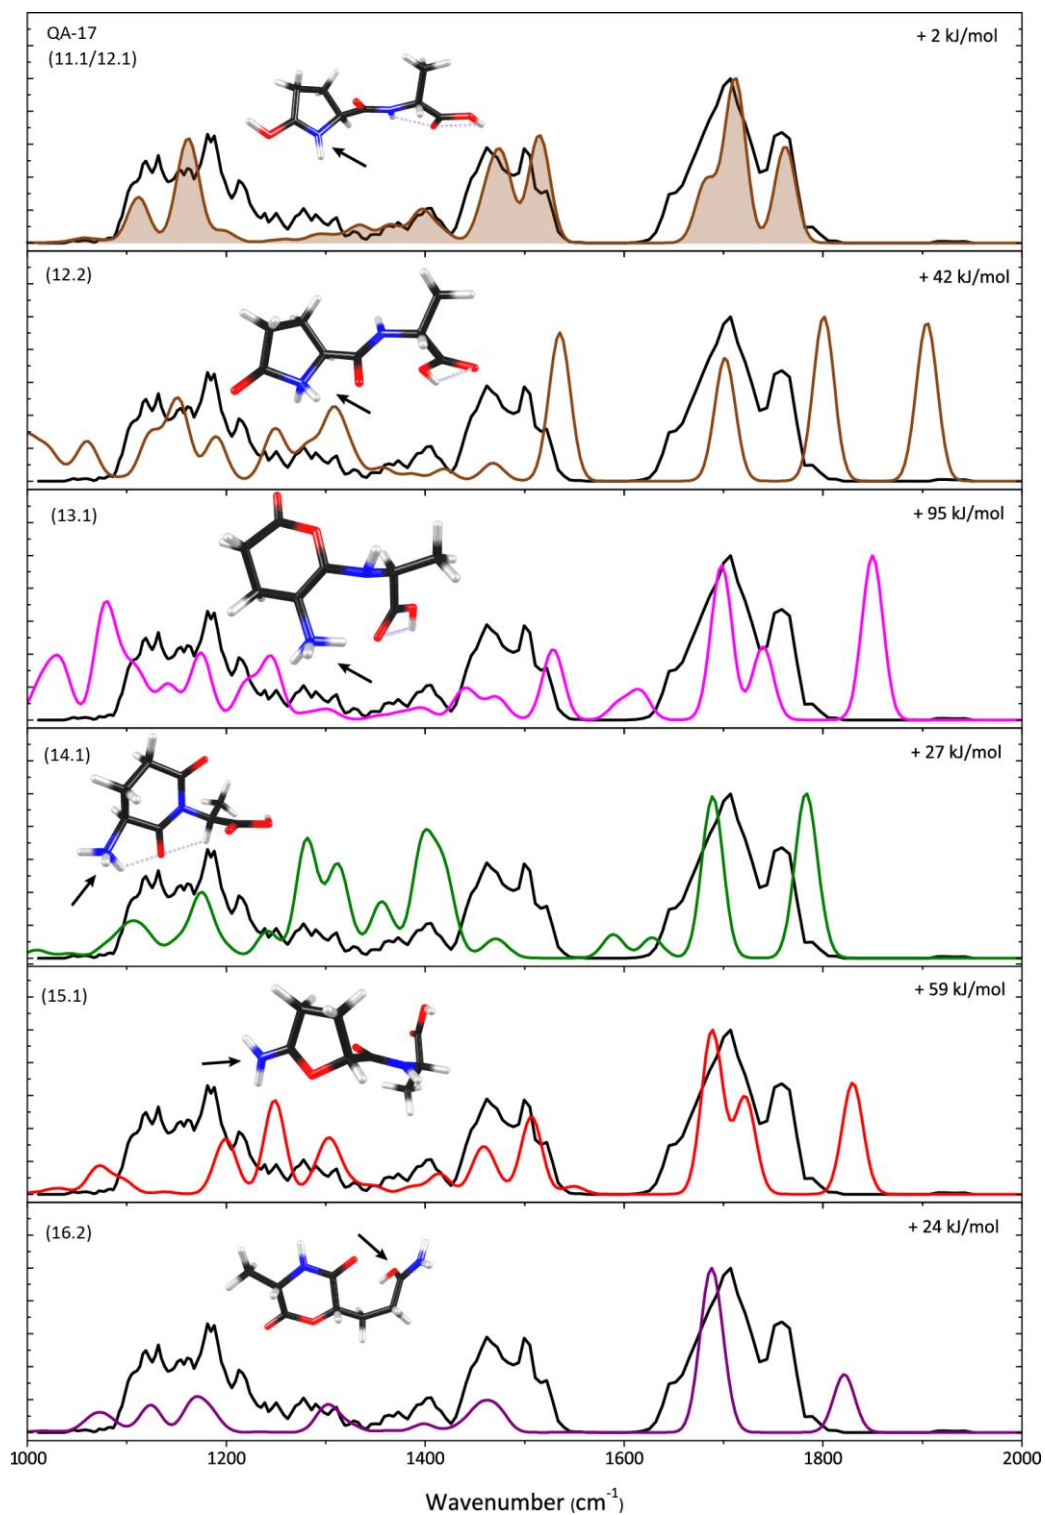 QA-17
(11.1/12.1)
+ 2 kJ/mol
(12.2)
+ 42 kJ/mol
(13.1)
+ 95 kJ/mol
(14.1)
+ 27 kJ/mol
(15.1)
+ 59 kJ/mol
(16.2)
+ 24 kJ/mol
1000 1200 1400 1600 1800 2000
Wavenumber (cm⁻¹)